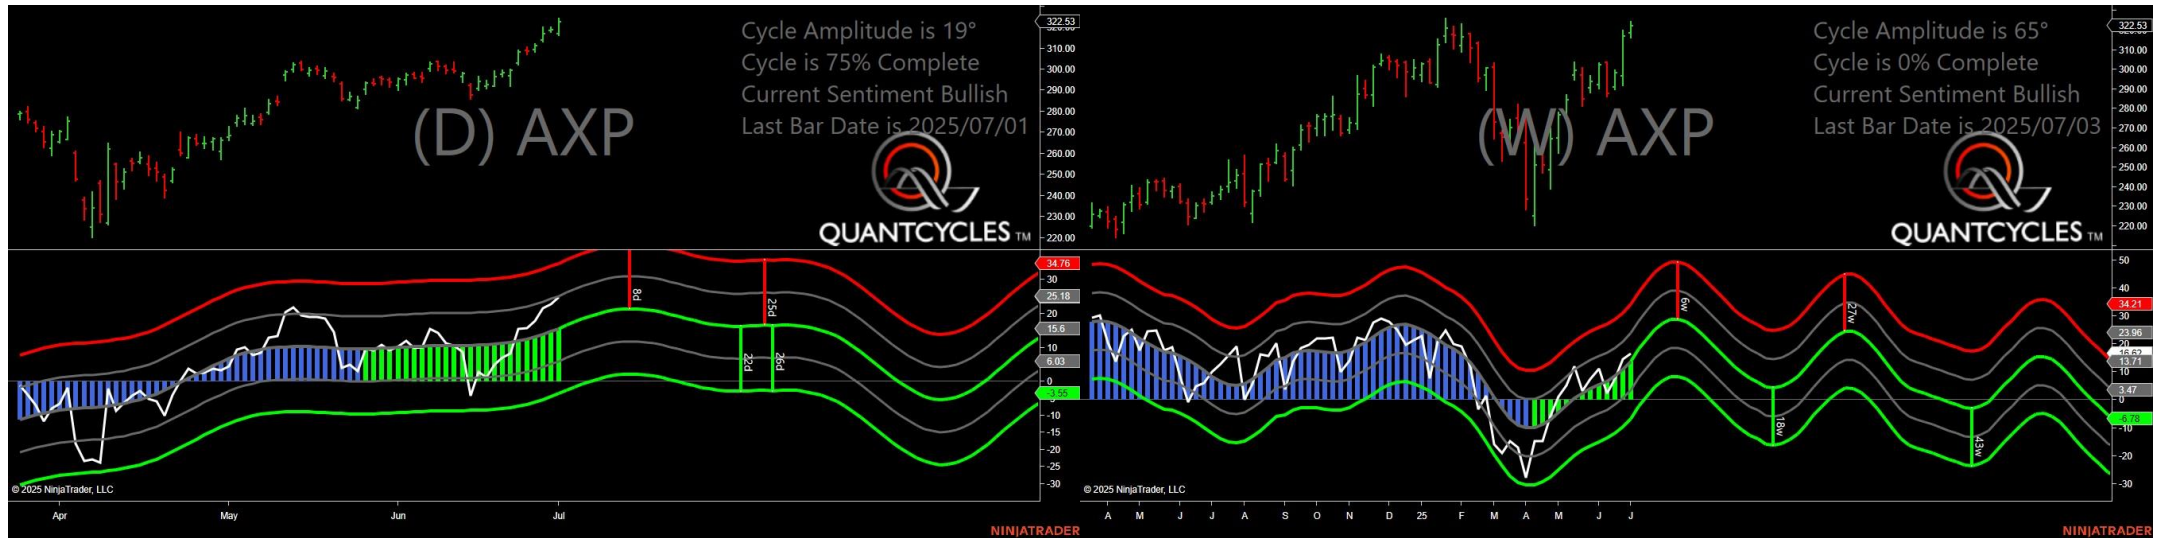 Cycle Amplitude is 19°
Cycle is 75% Complete
Current Sentiment Bullish
Last Bar Date is 2025/07/01
(D) AXP
QUANTCYCLES TM
322.53
310.00
300.00
290.00
280.00
270.00
260.00
250.00
240.00
230.00
220.00
34.76
30
25.18
20
15.6
10
6.03
0
-3.55
-10
-15
-20
-25
-30
8d
25d
22d
26d
© 2025 NinjaTrader, LLC
Apr May Jun Jul
NINJATRADER
Cycle Amplitude is 65°
Cycle is 0% Complete
Current Sentiment Bullish
Last Bar Date is 2025/07/03
(W) AXP
QUANTCYCLES TM
322.53
310.00
300.00
290.00
280.00
270.00
260.00
250.00
240.00
230.00
220.00
50
40
34.21
30
23.96
16.62
13.71
10
3.47
0
-6.78
-10
-20
-30
6w
27w
18w
43w
© 2025 NinjaTrader, LLC
A M J J A S O N D 25 F M A M J J
NINJATRADER